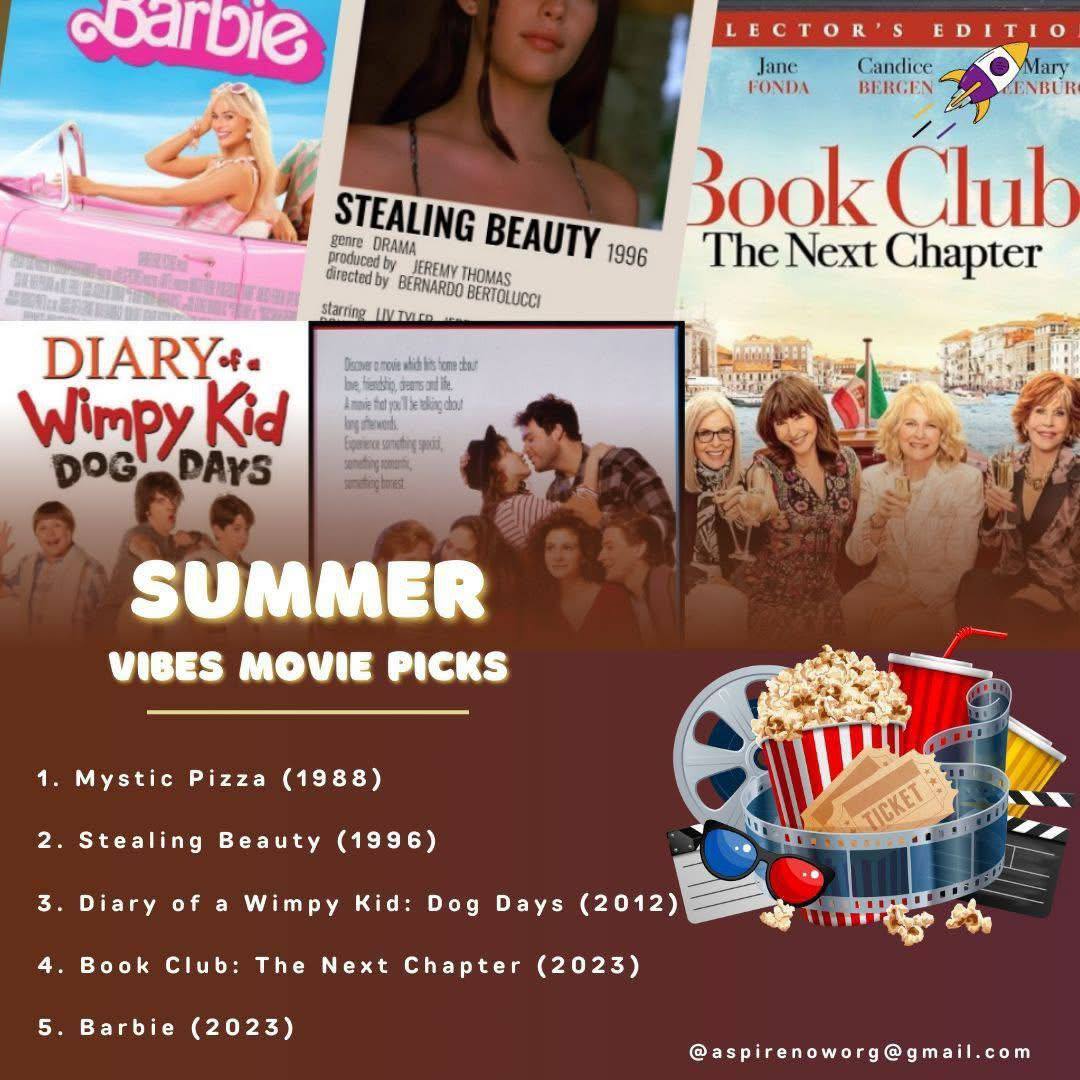 Barbie
STEALING BEAUTY 1996
genre DRAMA
produced by JEREMY THOMAS
directed by BERNARDO BERTOLUCCI
starring LIV TYLER
LECTOR'S EDITIO
Jane Candice Mary
FONDA BERGEN EENBURG
Book Club
The Next Chapter
DIARY of a
Wimpy Kid
DOG DAYS
Discover a movie which hits home about
love, friendship, dreams and life.
A movie that you'll be talking about
long afterwards.
Experience something special,
something romantic,
something honest.
SUMMER
VIBES MOVIE PICKS
1. Mystic Pizza (1988)
2. Stealing Beauty (1996)
3. Diary of a Wimpy Kid: Dog Days (2012)
4. Book Club: The Next Chapter (2023)
5. Barbie (2023)
TICKET
@aspirenoworg@gmail.com